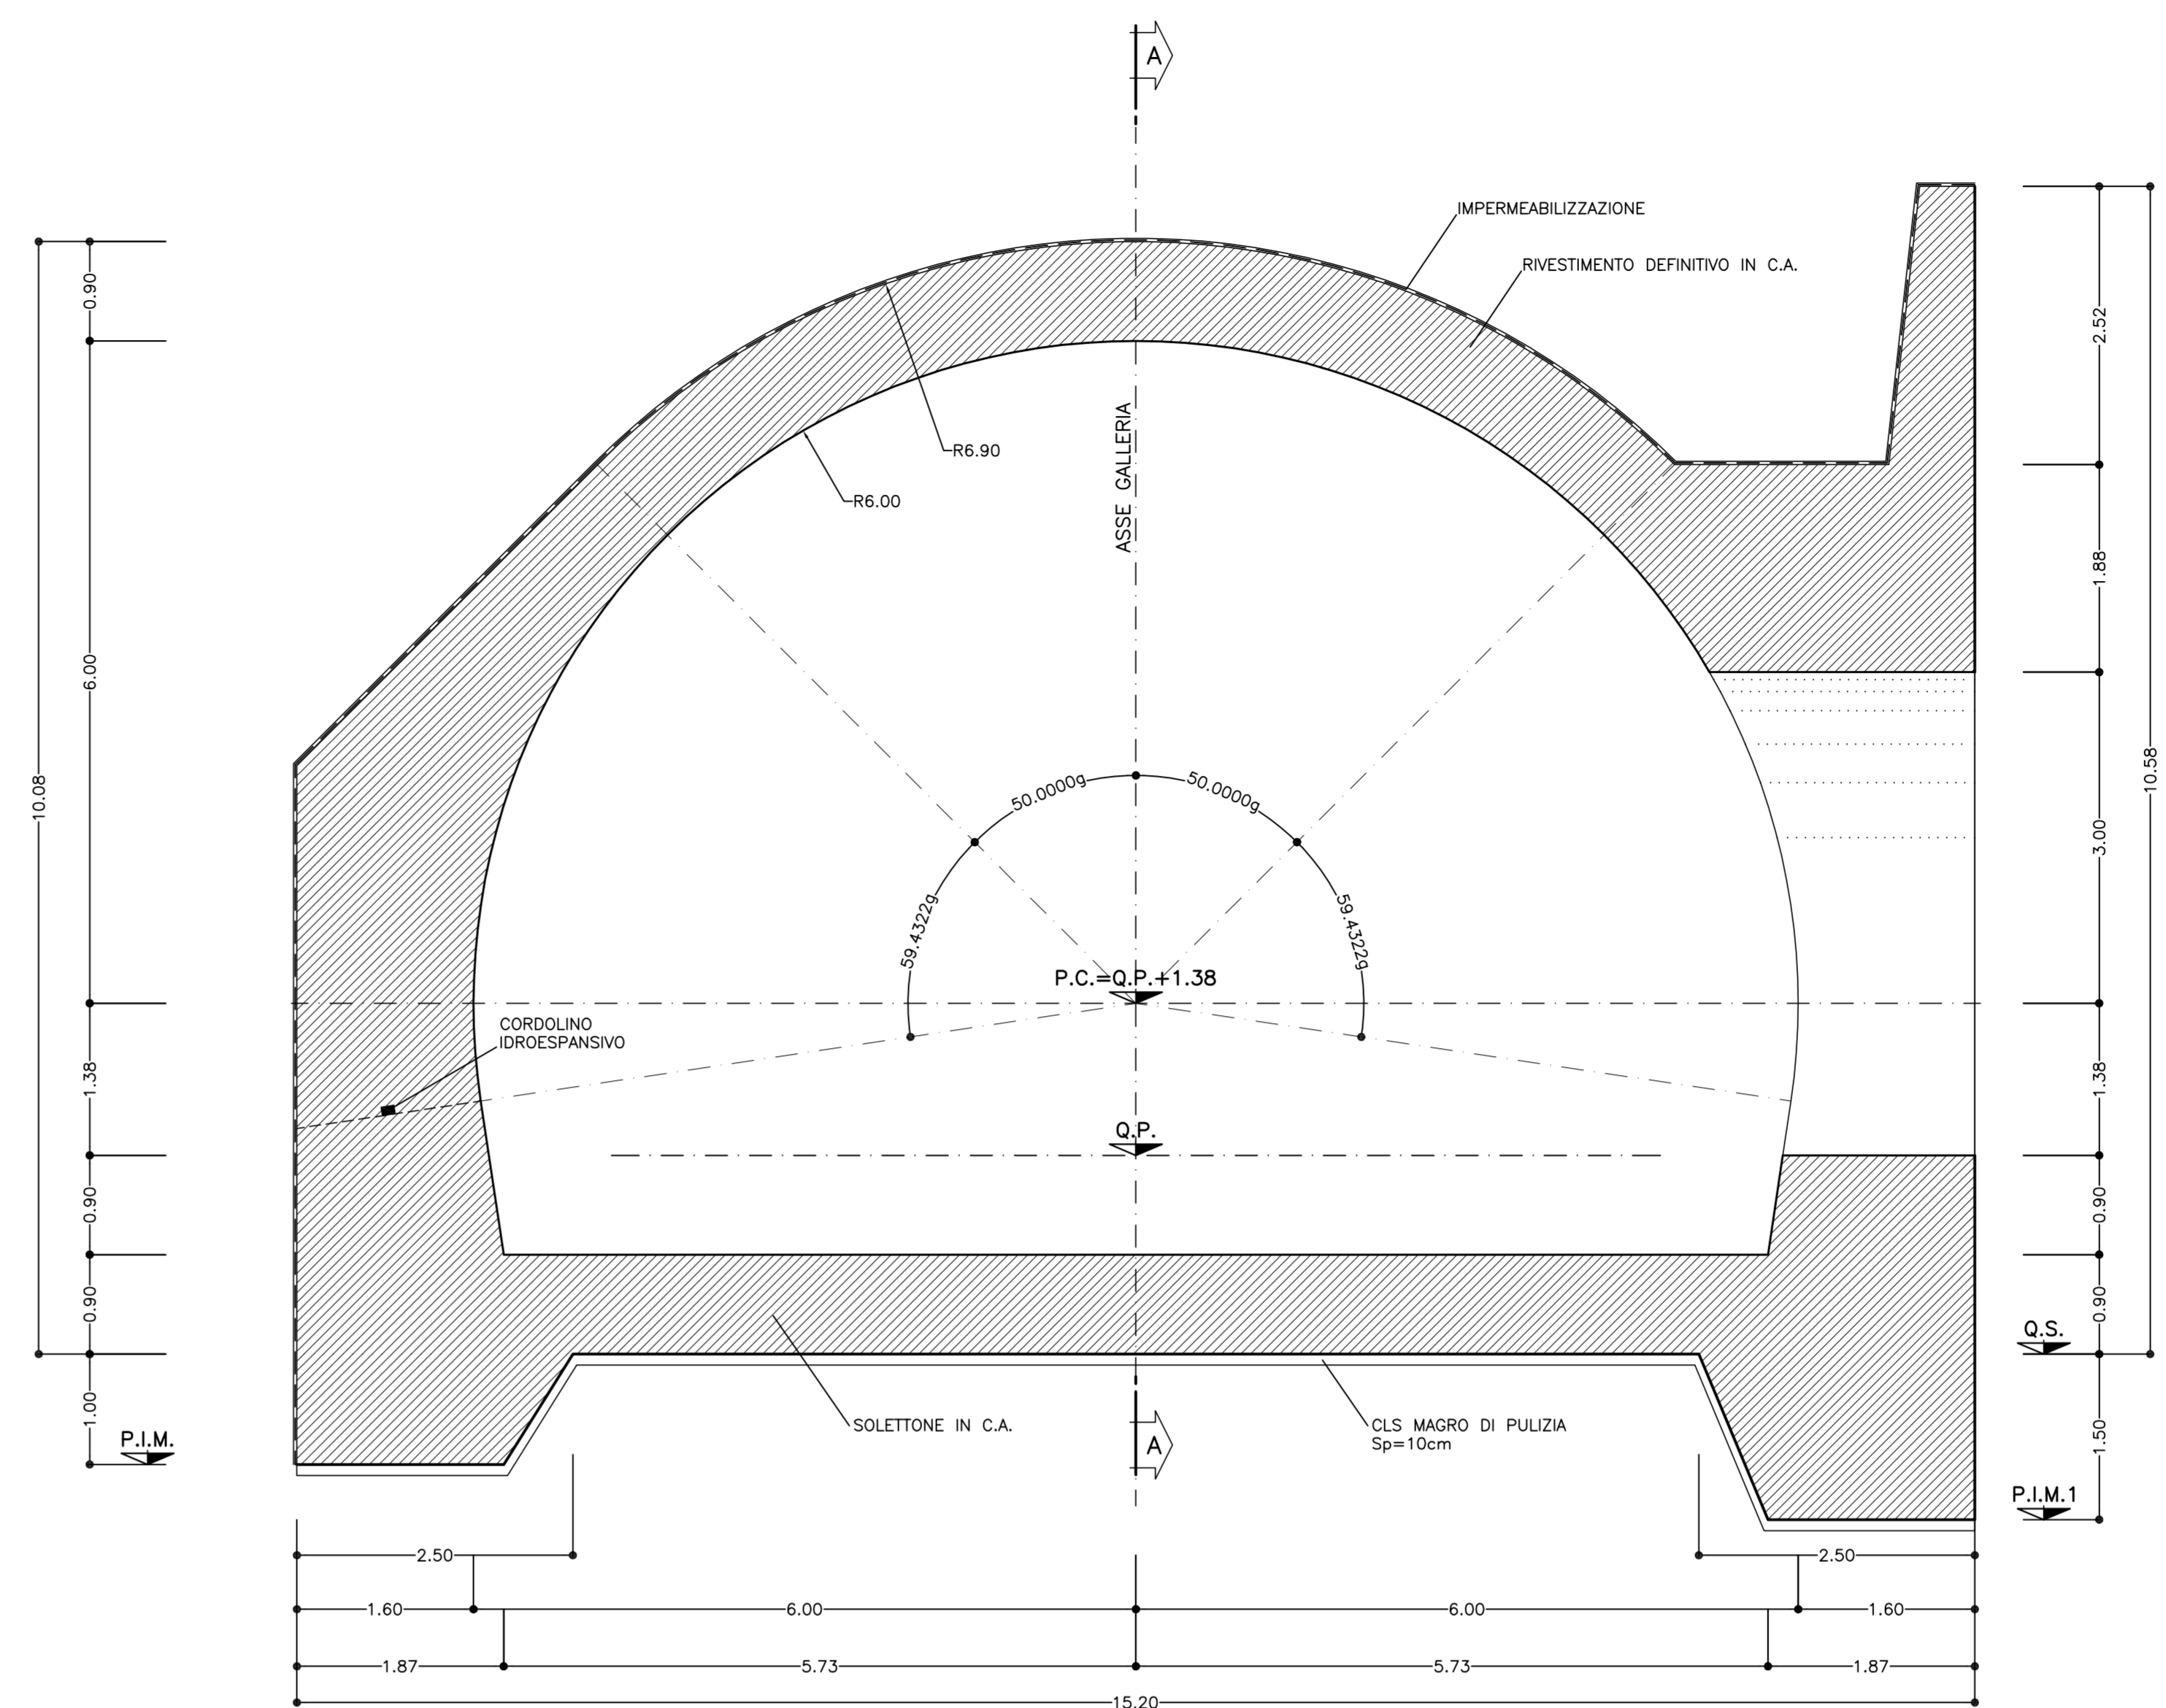 A
IMPERMEABILIZZAZIONE
RIVESTIMENTO DEFINITIVO IN C.A.
0.90
6.00
10.08
1.38
0.90
0.90
1.00
P.I.M.
R6.90
R6.00
ASSE GALLERIA
50.0000g
50.0000g
59.4322g
59.4322g
P.C.=Q.P.+1.38
CORDOLINO
IDROESPANSIVO
Q.P.
SOLETTONE IN C.A.
A
CLS MAGRO DI PULIZIA
Sp=10cm
2.52
1.88
3.00
10.58
1.38
0.90
0.90
Q.S.
1.50
P.I.M.1
2.50
2.50
1.60
6.00
6.00
1.60
1.87
5.73
5.73
1.87
15.20